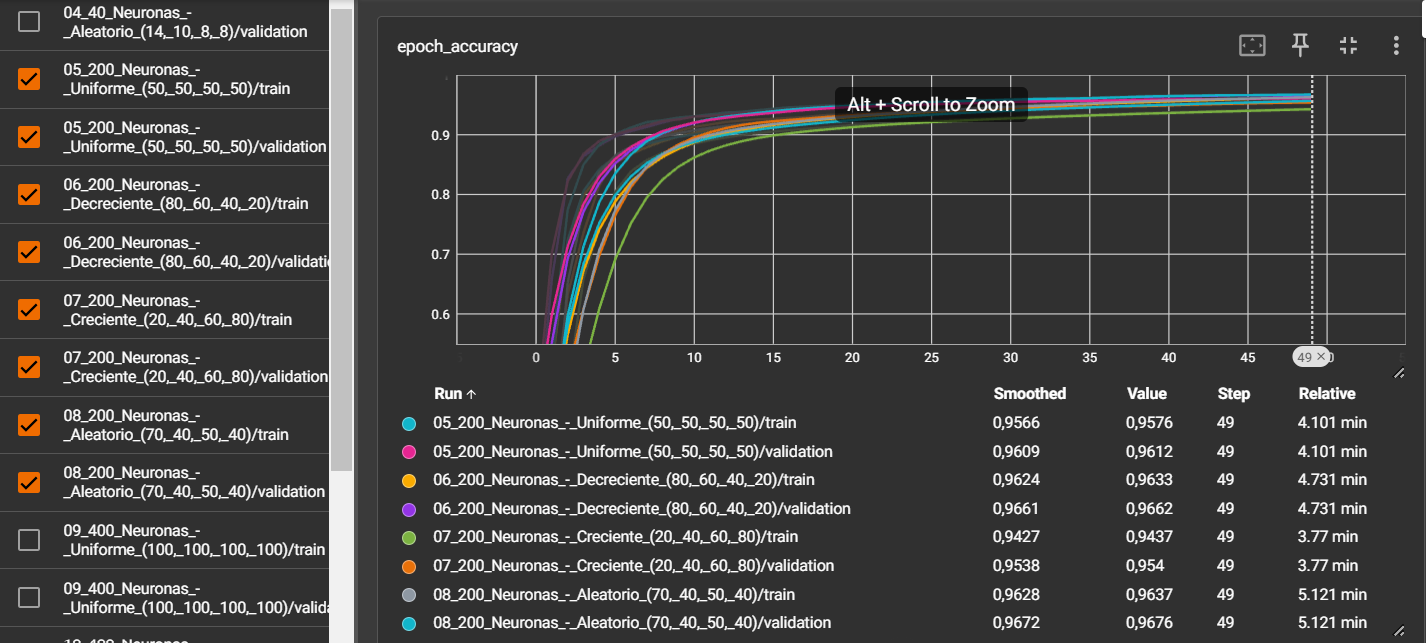 04_40_Neuronas_-
_Aleatorio_(14,_10,_8,_8)/validation
05_200_Neuronas_-
_Uniforme_(50,_50,_50,_50)/train
05_200_Neuronas_-
_Uniforme_(50,_50,_50,_50)/validation
06_200_Neuronas_-
_Decreciente_(80,_60,_40,_20)/train
06_200_Neuronas_-
_Decreciente_(80,_60,_40,_20)/validati
07_200_Neuronas_-
_Creciente_(20,_40,_60,_80)/train
07_200_Neuronas_-
_Creciente_(20,_40,_60,_80)/validation
08_200_Neuronas_-
_Aleatorio_(70,_40,_50,_40)/train
08_200_Neuronas_-
_Aleatorio_(70,_40,_50,_40)/validation
09_400_Neuronas_-
_Uniforme_(100,_100,_100,_100)/train
09_400_Neuronas_-
_Uniforme_(100,_100,_100,_100)/valida
epoch_accuracy
Alt + Scroll to Zoom
0.9
0.8
0.7
0.6
0 5 10 15 20 25 30 35 40 45 49 ×
Run ↑ Smoothed Value Step Relative
05_200_Neuronas_-_Uniforme_(50,_50,_50,_50)/train 0,9566 0,9576 49 4.101 min
05_200_Neuronas_-_Uniforme_(50,_50,_50,_50)/validation 0,9609 0,9612 49 4.101 min
06_200_Neuronas_-_Decreciente_(80,_60,_40,_20)/train 0,9624 0,9633 49 4.731 min
06_200_Neuronas_-_Decreciente_(80,_60,_40,_20)/validation 0,9661 0,9662 49 4.731 min
07_200_Neuronas_-_Creciente_(20,_40,_60,_80)/train 0,9427 0,9437 49 3.77 min
07_200_Neuronas_-_Creciente_(20,_40,_60,_80)/validation 0,9538 0,954 49 3.77 min
08_200_Neuronas_-_Aleatorio_(70,_40,_50,_40)/train 0,9628 0,9637 49 5.121 min
08_200_Neuronas_-_Aleatorio_(70,_40,_50,_40)/validation 0,9672 0,9676 49 5.121 min